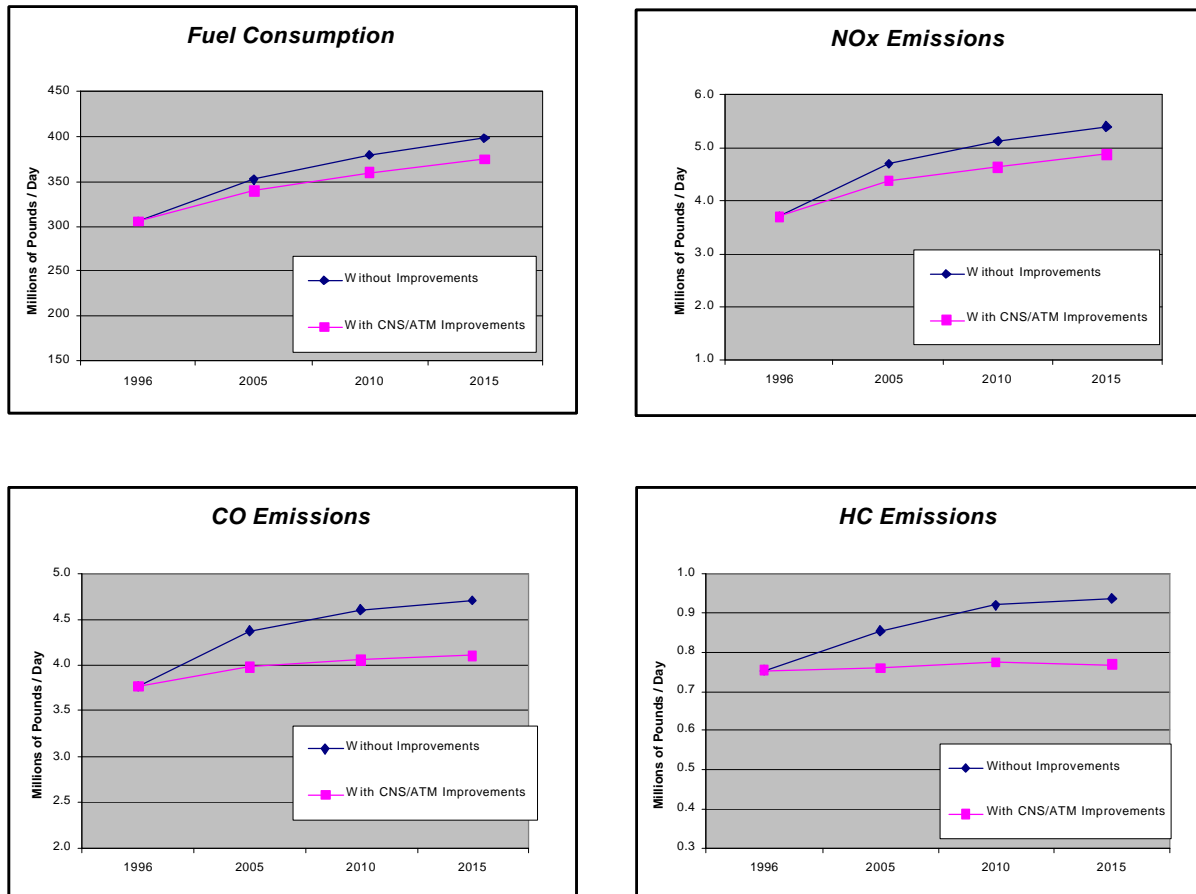 Fuel Consumption
Millions of Pounds / Day
450
400
350
300
250
200
150
Without Improvements
With CNS/ATM Improvements
1996 2005 2010 2015
NOx Emissions
Millions of Pounds / Day
6.0
5.0
4.0
3.0
2.0
1.0
Without Improvements
With CNS/ATM Improvements
1996 2005 2010 2015
CO Emissions
Millions of Pounds / Day
5.0
4.5
4.0
3.5
3.0
2.5
2.0
Without Improvements
With CNS/ATM Improvements
1996 2005 2010 2015
HC Emissions
Millions of Pounds / Day
1.0
0.9
0.8
0.7
0.6
0.5
0.4
0.3
Without Improvements
With CNS/ATM Improvements
1996 2005 2010 2015